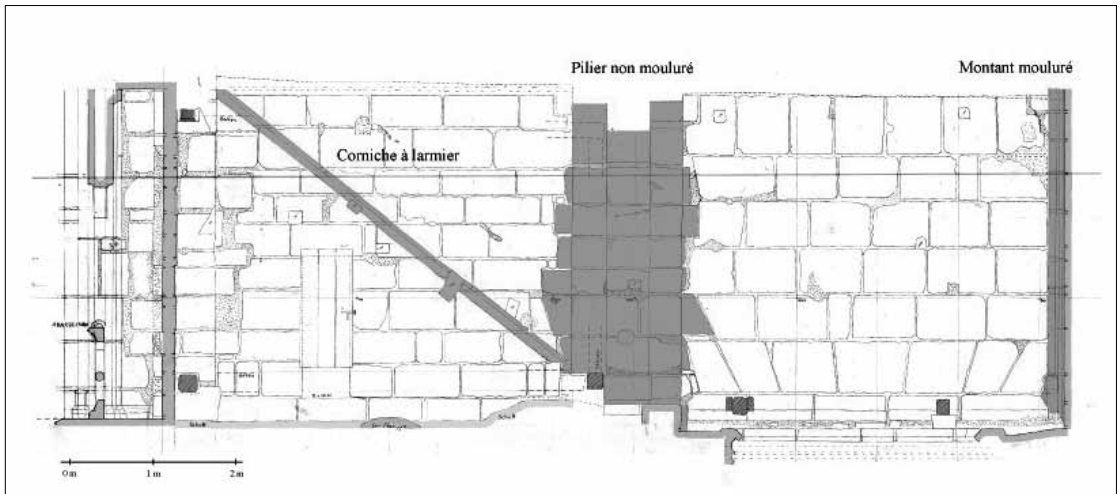 Pilier non mouluré
Montant mouluré
Corniche à larmier
0 m 1 m 2 m